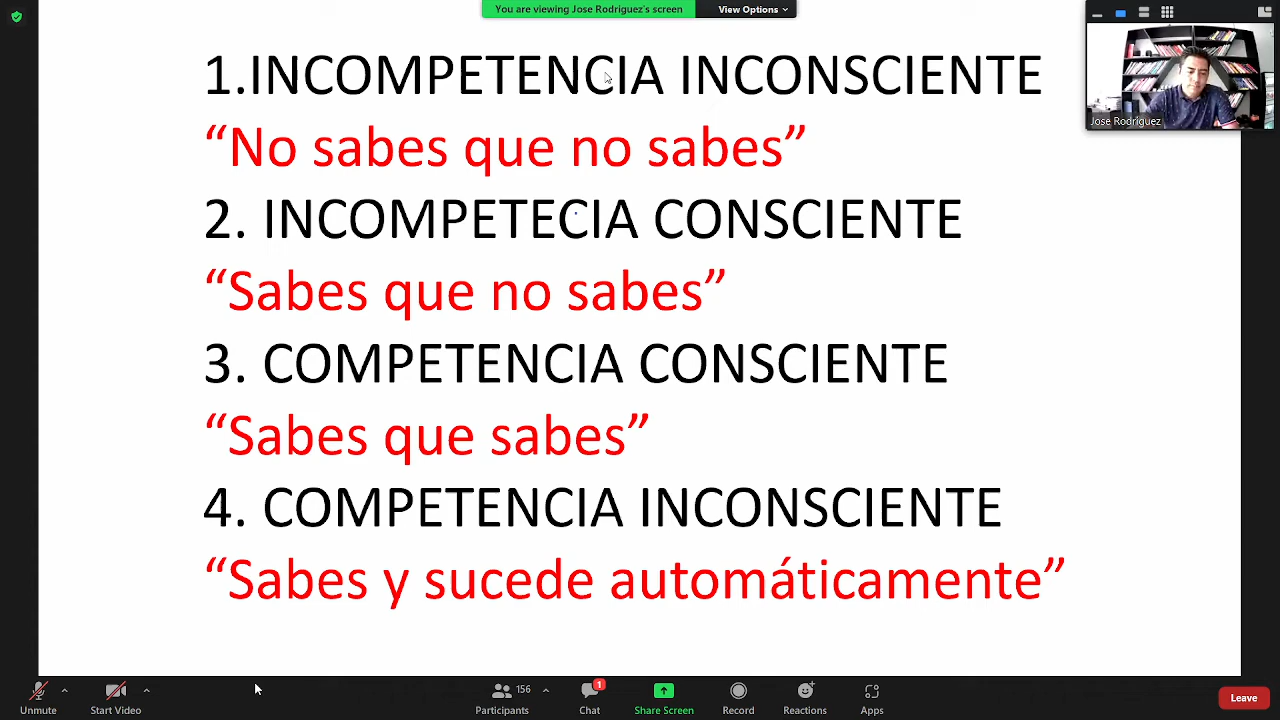 You are viewing Jose Rodriguez's screen
View Options
1.INCOMPETENCIA INCONSCIENTE
“No sabes que no sabes”
2. INCOMPETECIA CONSCIENTE
“Sabes que no sabes”
3. COMPETENCIA CONSCIENTE
“Sabes que sabes”
4. COMPETENCIA INCONSCIENTE
“Sabes y sucede automáticamente”
Jose Rodriguez
Unmute
Start Video
156
Participants
1
Chat
Share Screen
Record
Reactions
Apps
Leave